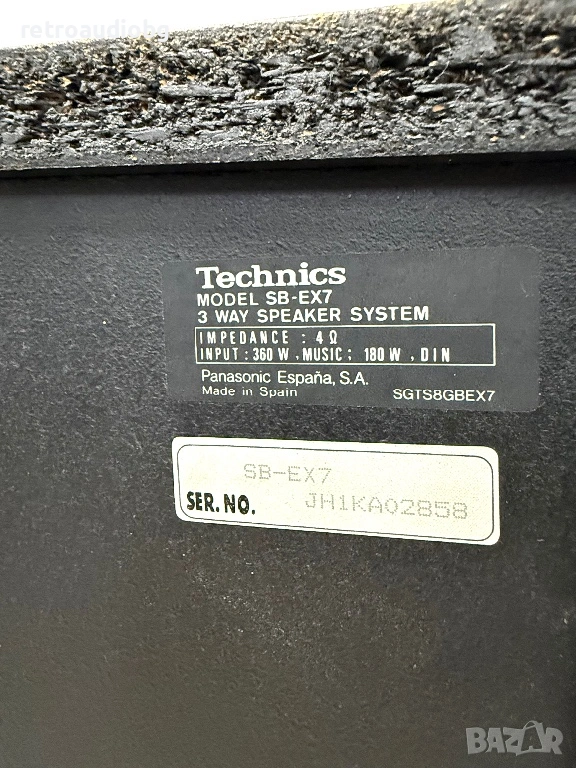 retroaudiobg
Technics
MODEL SB-EX7
3 WAY SPEAKER SYSTEM
IMPEDANCE : 4Ω
INPUT : 360 W , MUSIC ; 180 W , DIN
Panasonic España, S.A.
Made in Spain SGTS8GBEX7
SB-EX7
SER. NO. JH1KA02858
BAZAR